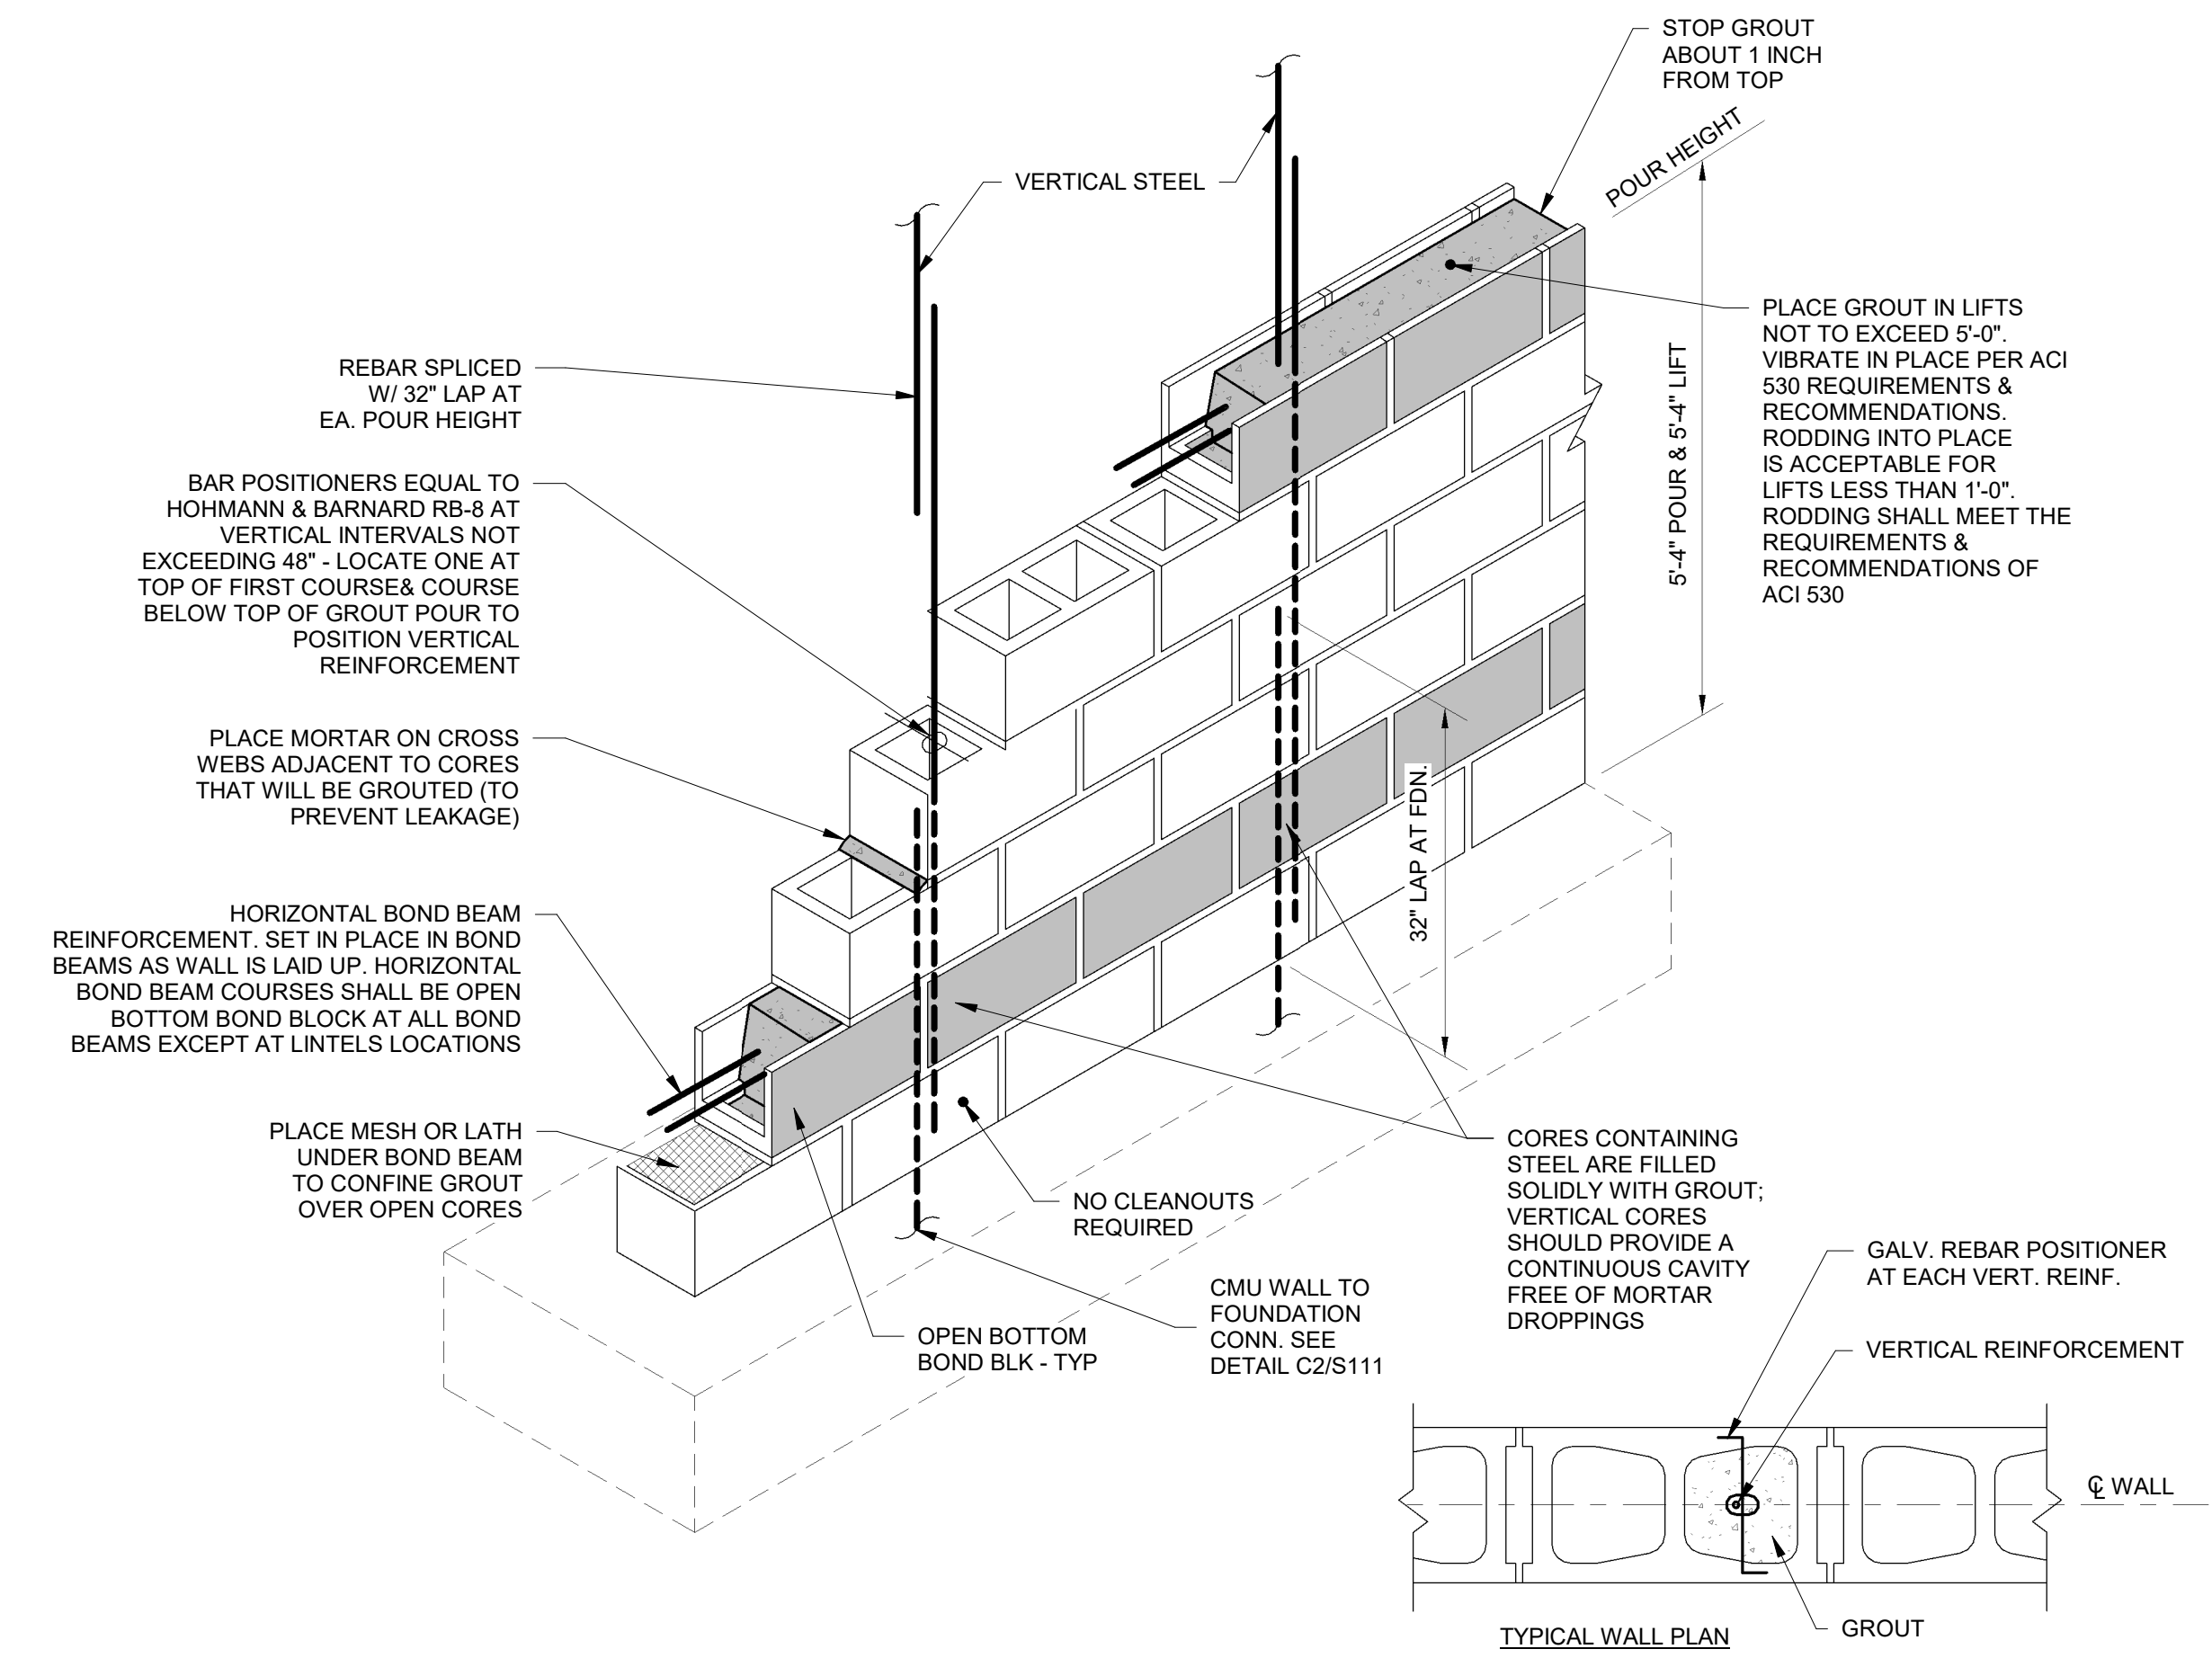 STOP GROUT
ABOUT 1 INCH
FROM TOP
POUR HEIGHT
VERTICAL STEEL
PLACE GROUT IN LIFTS
NOT TO EXCEED 5'-0".
VIBRATE IN PLACE PER ACI
530 REQUIREMENTS &
RECOMMENDATIONS.
RODDING INTO PLACE
IS ACCEPTABLE FOR
LIFTS LESS THAN 1'-0".
RODDING SHALL MEET THE
REQUIREMENTS &
RECOMMENDATIONS OF
ACI 530
5'-4" POUR & 5'-4" LIFT
REBAR SPLICED
W/ 32" LAP AT
EA. POUR HEIGHT
BAR POSITIONERS EQUAL TO
HOHMANN & BARNARD RB-8 AT
VERTICAL INTERVALS NOT
EXCEEDING 48" - LOCATE ONE AT
TOP OF FIRST COURSE& COURSE
BELOW TOP OF GROUT POUR TO
POSITION VERTICAL
REINFORCEMENT
PLACE MORTAR ON CROSS
WEBS ADJACENT TO CORES
THAT WILL BE GROUTED (TO
PREVENT LEAKAGE)
32" LAP AT FDN.
HORIZONTAL BOND BEAM
REINFORCEMENT. SET IN PLACE IN BOND
BEAMS AS WALL IS LAID UP. HORIZONTAL
BOND BEAM COURSES SHALL BE OPEN
BOTTOM BOND BLOCK AT ALL BOND
BEAMS EXCEPT AT LINTELS LOCATIONS
PLACE MESH OR LATH
UNDER BOND BEAM
TO CONFINE GROUT
OVER OPEN CORES
NO CLEANOUTS
REQUIRED
CORES CONTAINING
STEEL ARE FILLED
SOLIDLY WITH GROUT;
VERTICAL CORES
SHOULD PROVIDE A
CONTINUOUS CAVITY
FREE OF MORTAR
DROPPINGS
OPEN BOTTOM
BOND BLK - TYP
CMU WALL TO
FOUNDATION
CONN. SEE
DETAIL C2/S111
GALV. REBAR POSITIONER
AT EACH VERT. REINF.
VERTICAL REINFORCEMENT
℄ WALL
GROUT
TYPICAL WALL PLAN